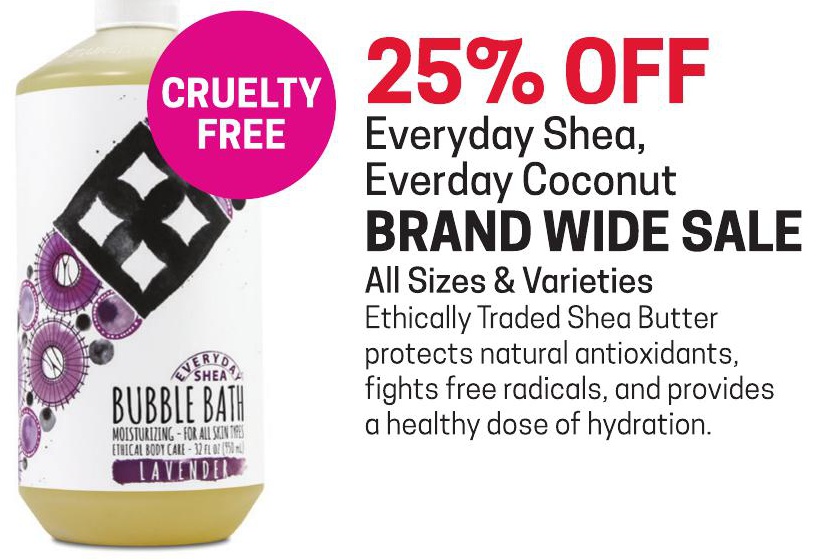 CRUELTY
FREE
25% OFF
Everyday Shea,
Everday Coconut
BRAND WIDE SALE
All Sizes & Varieties
Ethically Traded Shea Butter
protects natural antioxidants,
fights free radicals, and provides
a healthy dose of hydration.
EVERYDAY
SHEA
BUBBLE BATH
MOISTURIZING - FOR ALL SKIN TYPES
ETHICAL BODY CARE - 32 FL OZ (950 mL)
LAVENDER